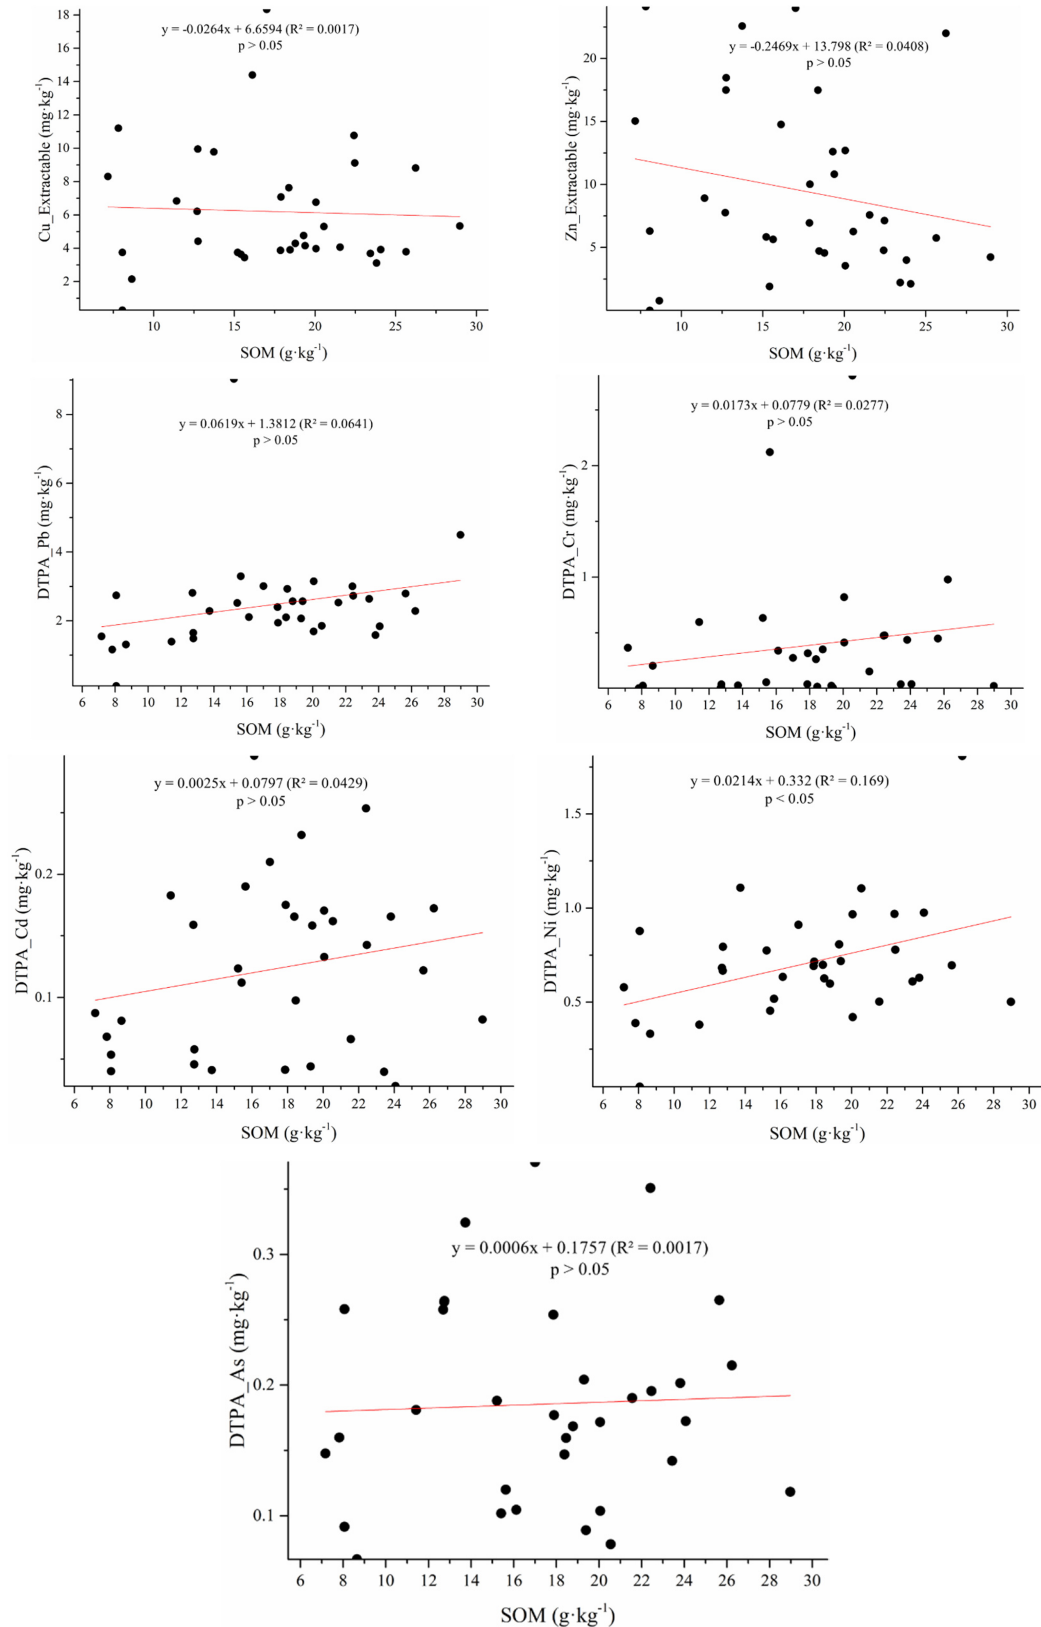 y = -0.0264x + 6.6594 (R² = 0.0017)
p > 0.05
Cu_Extractable (mg·kg⁻¹)
18
16
14
12
10
8
6
4
2
10
15
20
25
30
SOM (g·kg⁻¹)
y = -0.2469x + 13.798 (R² = 0.0408)
p > 0.05
Zn_Extractable (mg·kg⁻¹)
20
15
10
5
10
15
20
25
30
SOM (g·kg⁻¹)
y = 0.0619x + 1.3812 (R² = 0.0641)
p > 0.05
DTPA_Pb (mg·kg⁻¹)
8
6
4
2
6 8 10 12 14 16 18 20 22 24 26 28 30
SOM (g·kg⁻¹)
y = 0.0173x + 0.0779 (R² = 0.0277)
p > 0.05
DTPA_Cr (mg·kg⁻¹)
2
1
6 8 10 12 14 16 18 20 22 24 26 28 30
SOM (g·kg⁻¹)
y = 0.0025x + 0.0797 (R² = 0.0429)
p > 0.05
DTPA_Cd (mg·kg⁻¹)
0.2
0.1
6 8 10 12 14 16 18 20 22 24 26 28 30
SOM (g·kg⁻¹)
y = 0.0214x + 0.332 (R² = 0.169)
p < 0.05
DTPA_Ni (mg·kg⁻¹)
1.5
1.0
0.5
6 8 10 12 14 16 18 20 22 24 26 28 30
SOM (g·kg⁻¹)
y = 0.0006x + 0.1757 (R² = 0.0017)
p > 0.05
DTPA_As (mg·kg⁻¹)
0.3
0.2
0.1
6 8 10 12 14 16 18 20 22 24 26 28 30
SOM (g·kg⁻¹)